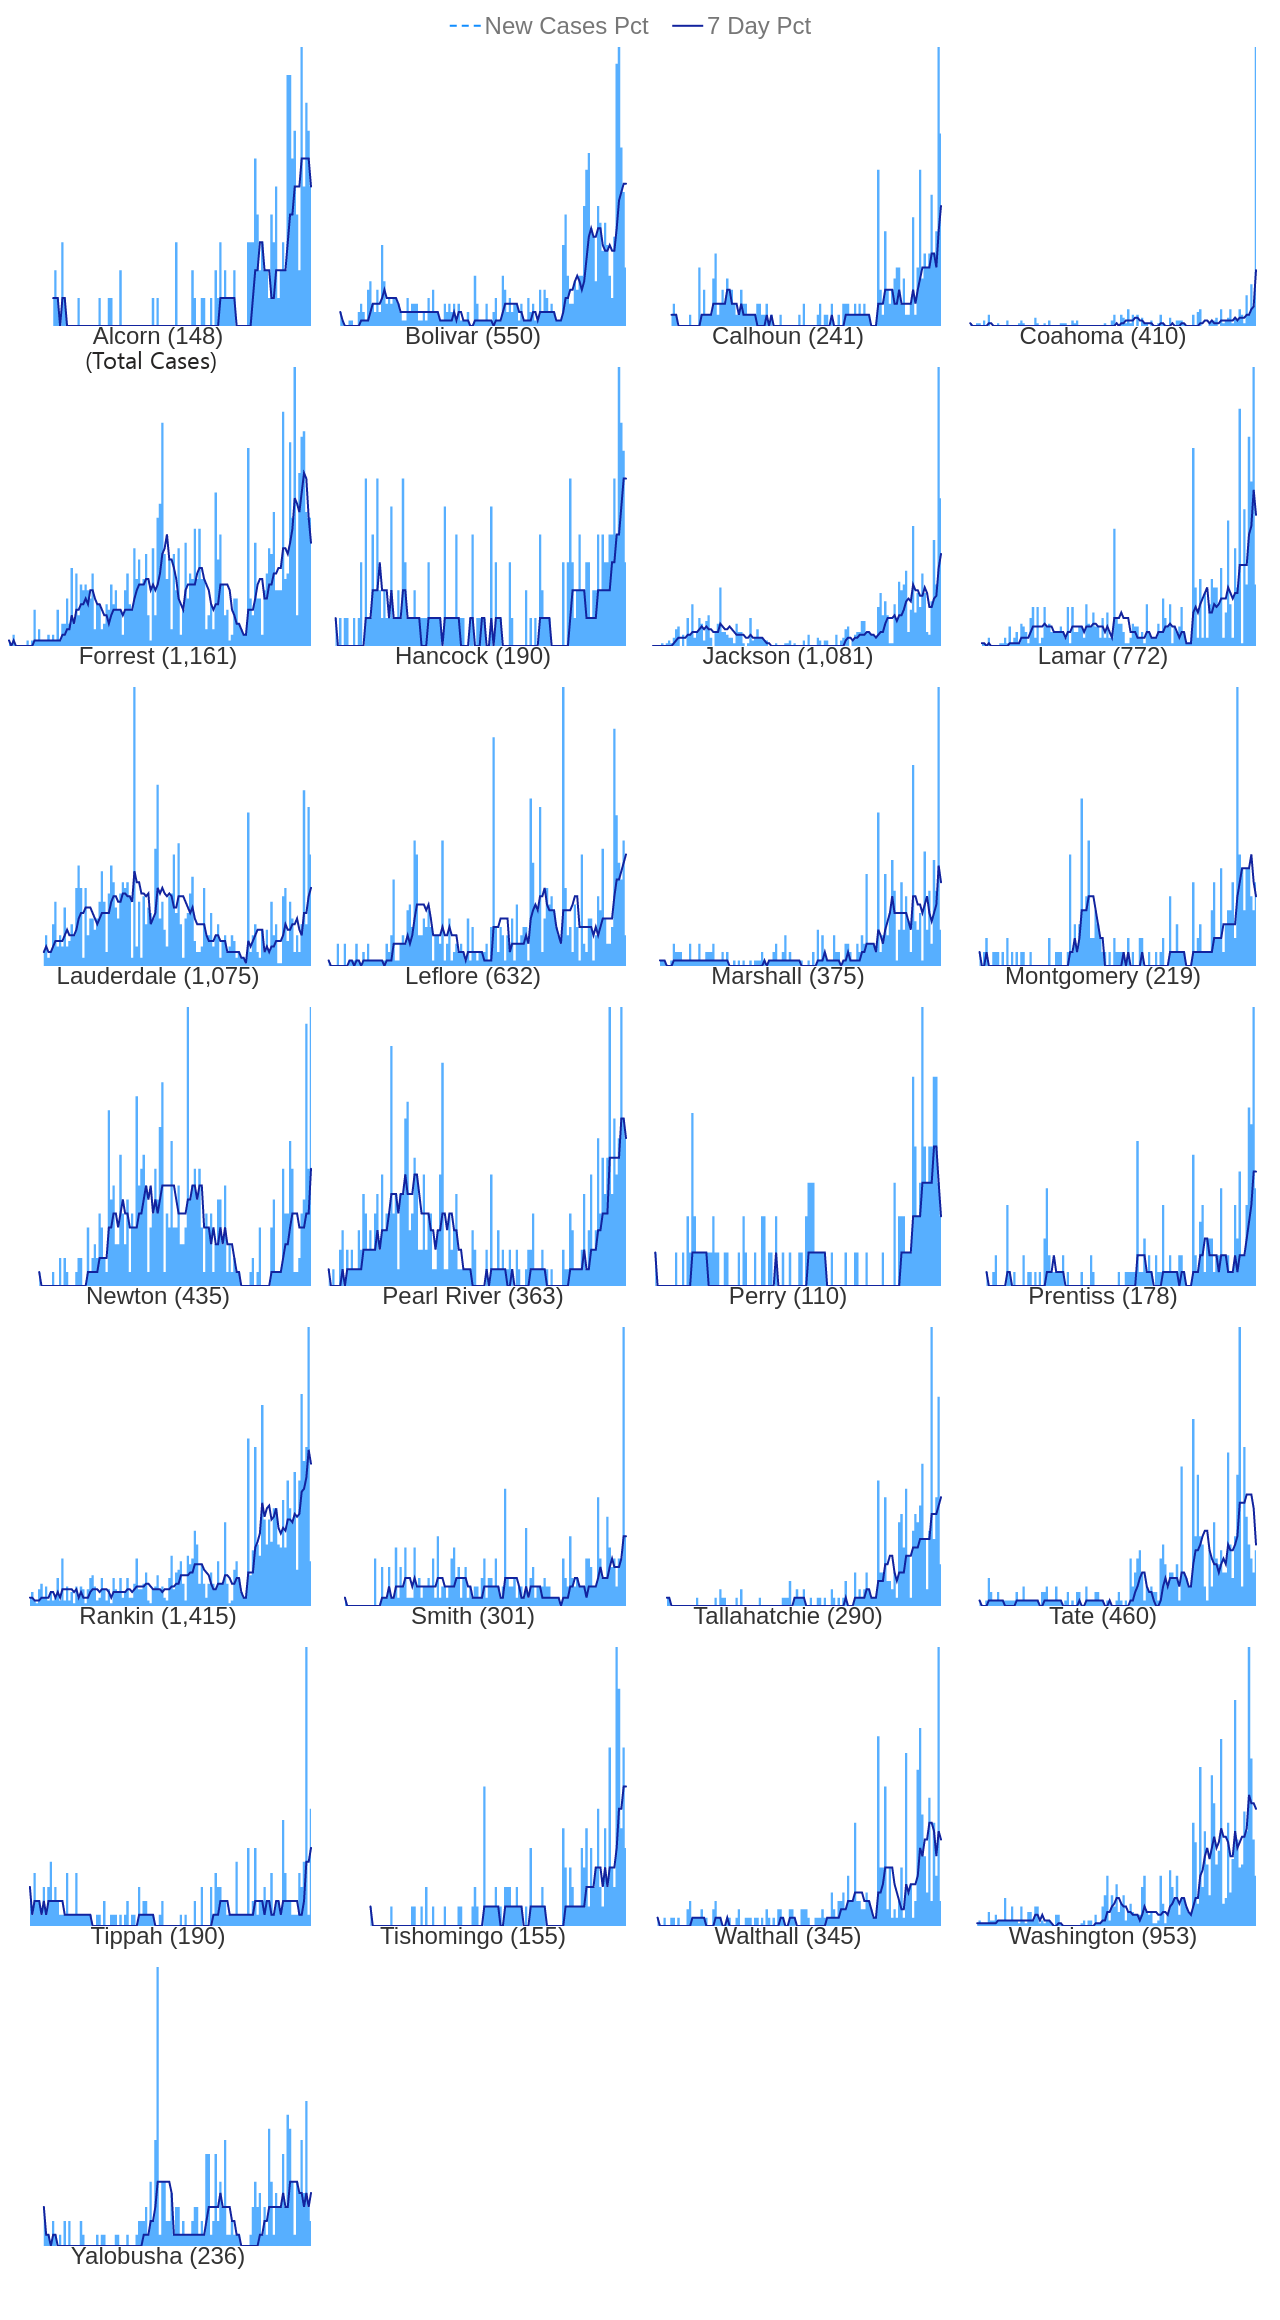 New Cases Pct 7 Day Pct
Alcorn (148) Bolivar (550) Calhoun (241) Coahoma (410)
(Total Cases)
Forrest (1,161) Hancock (190) Jackson (1,081) Lamar (772)
Lauderdale (1,075) Leflore (632) Marshall (375) Montgomery (219)
Newton (435) Pearl River (363) Perry (110) Prentiss (178)
Rankin (1,415) Smith (301) Tallahatchie (290) Tate (460)
Tippah (190) Tishomingo (155) Walthall (345) Washington (953)
Yalobusha (236)